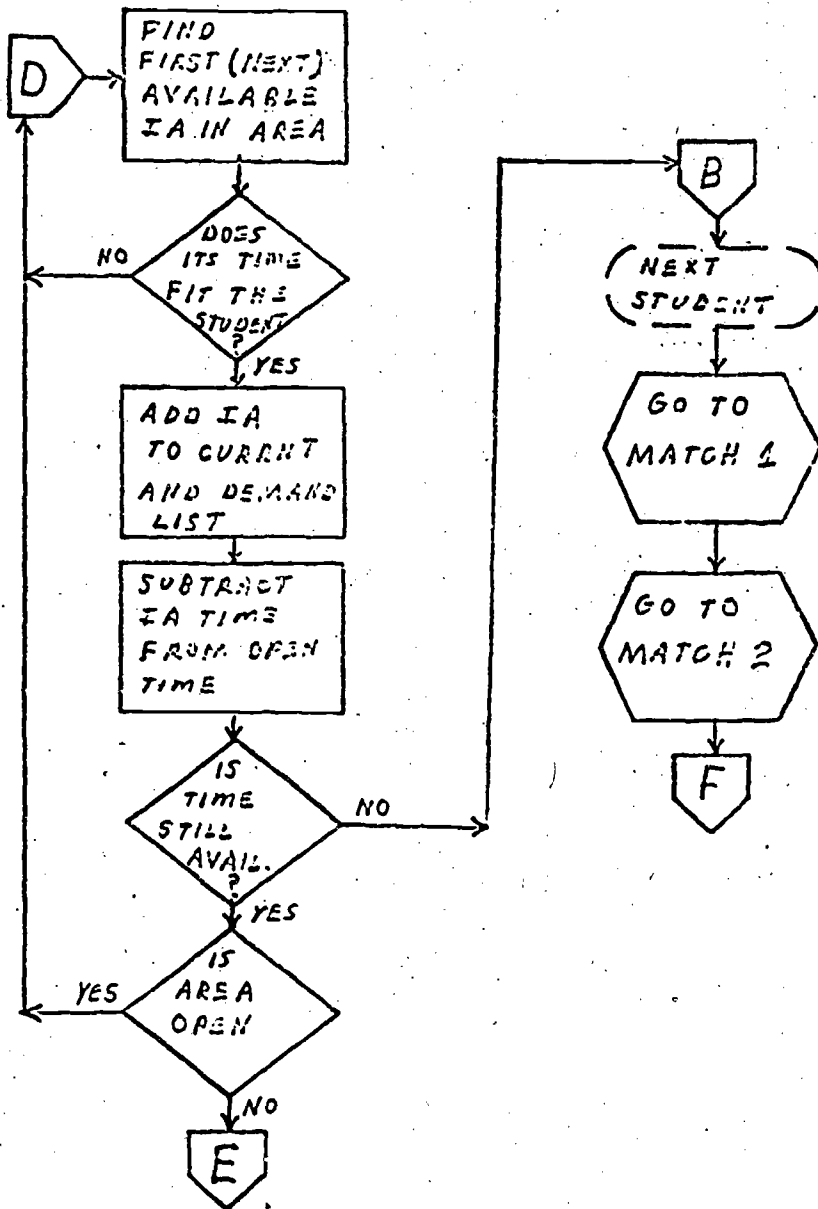 D
FIND
FIRST (NEXT)
AVAILABLE
IA IN AREA
DOES
ITS TIME
FIT THE
STUDENT
?
NO
YES
ADD IA
TO CURRNT
AND DEMAND
LIST
SUBTRACT
IA TIME
FROM OPEN
TIME
IS
TIME
STILL
AVAIL.
?
NO
YES
IS
AREA
OPEN
YES
NO
E
B
NEXT
STUDENT
GO TO
MATCH 1
GO TO
MATCH 2
F